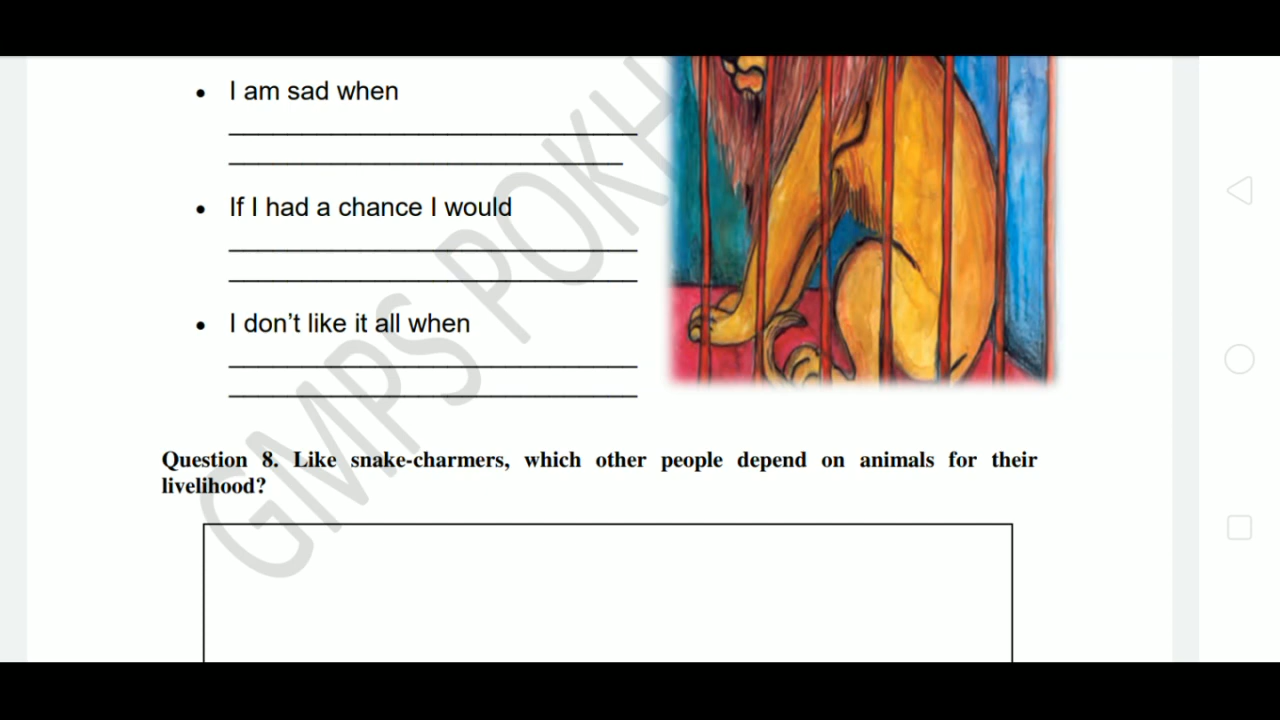 • I am sad when
• If I had a chance I would
• I don't like it all when
GMPS POKH
Question 8. Like snake-charmers, which other people depend on animals for their
livelihood?